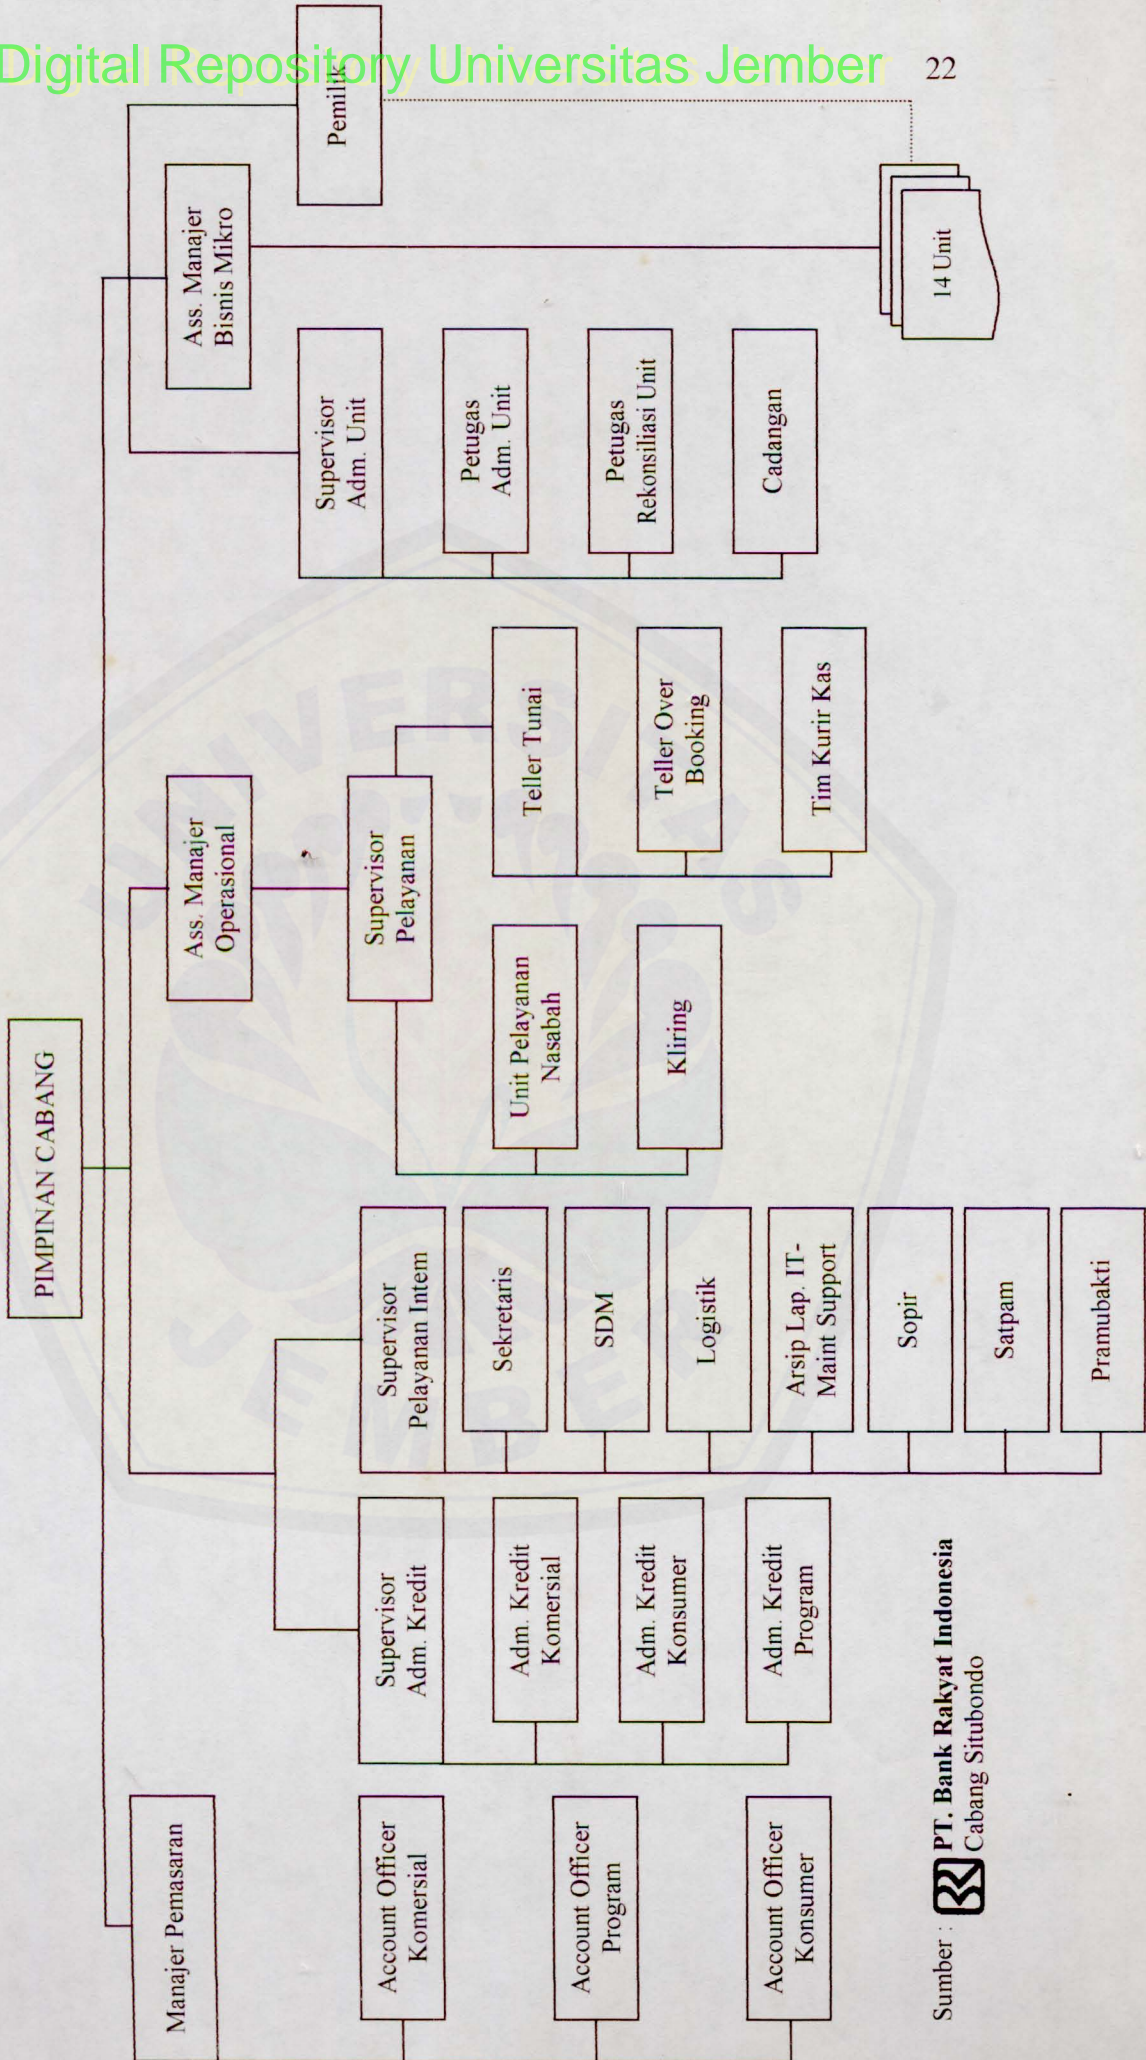 Digital Repository Universitas Jember
22
PIMPINAN CABANG
Manajer Pemasaran
Ass. Manajer
Operasional
Ass. Manajer
Bisnis Mikro
Pemilik
Account Officer
Komersial
Account Officer
Program
Account Officer
Konsumer
Supervisor
Adm. Kredit
Adm. Kredit
Komersial
Adm. Kredit
Konsumer
Adm. Kredit
Program
Supervisor
Pelayanan Intem
Sekretaris
SDM
Logistik
Arsip Lap. IT-
Maint Support
Sopir
Satpam
Pramubakti
Supervisor
Pelayanan
Unit Pelayanan
Nasabah
Kliring
Teller Tunai
Teller Over
Booking
Tim Kurir Kas
Supervisor
Adm. Unit
Petugas
Adm. Unit
Petugas
Rekonsiliasi Unit
Cadangan
14 Unit
Sumber : PT. Bank Rakyat Indonesia
Cabang Situbondo
UNIVERSITAS
JEMBER